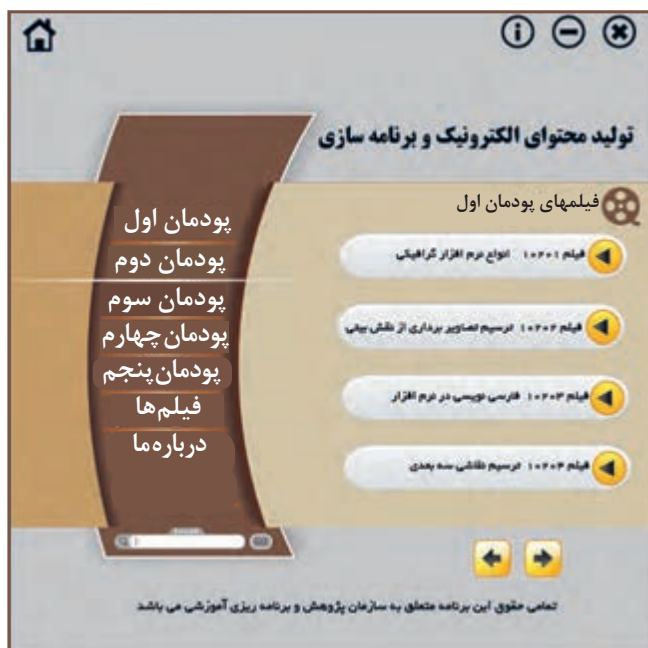 تولید محتوای الکترونیک و برنامه سازی
فیلمهای پودمان اول
فیلم ۱۰۲۰۱ انواع نرم افزار گرافیکی
فیلم ۱۰۲۰۲ ترسیم تصاویر برداری از نقش بیتی
فیلم ۱۰۲۰۳ فارسی نویسی در نرم افزار
فیلم ۱۰۲۰۴ ترسیم نقاشی سه بعدی
پودمان اول
پودمان دوم
پودمان سوم
پودمان چهارم
پودمان پنجم
فیلم‌ها
درباره‌ما
تمامی حقوق این برنامه متعلق به سازمان پژوهش و برنامه ریزی آموزشی می باشد